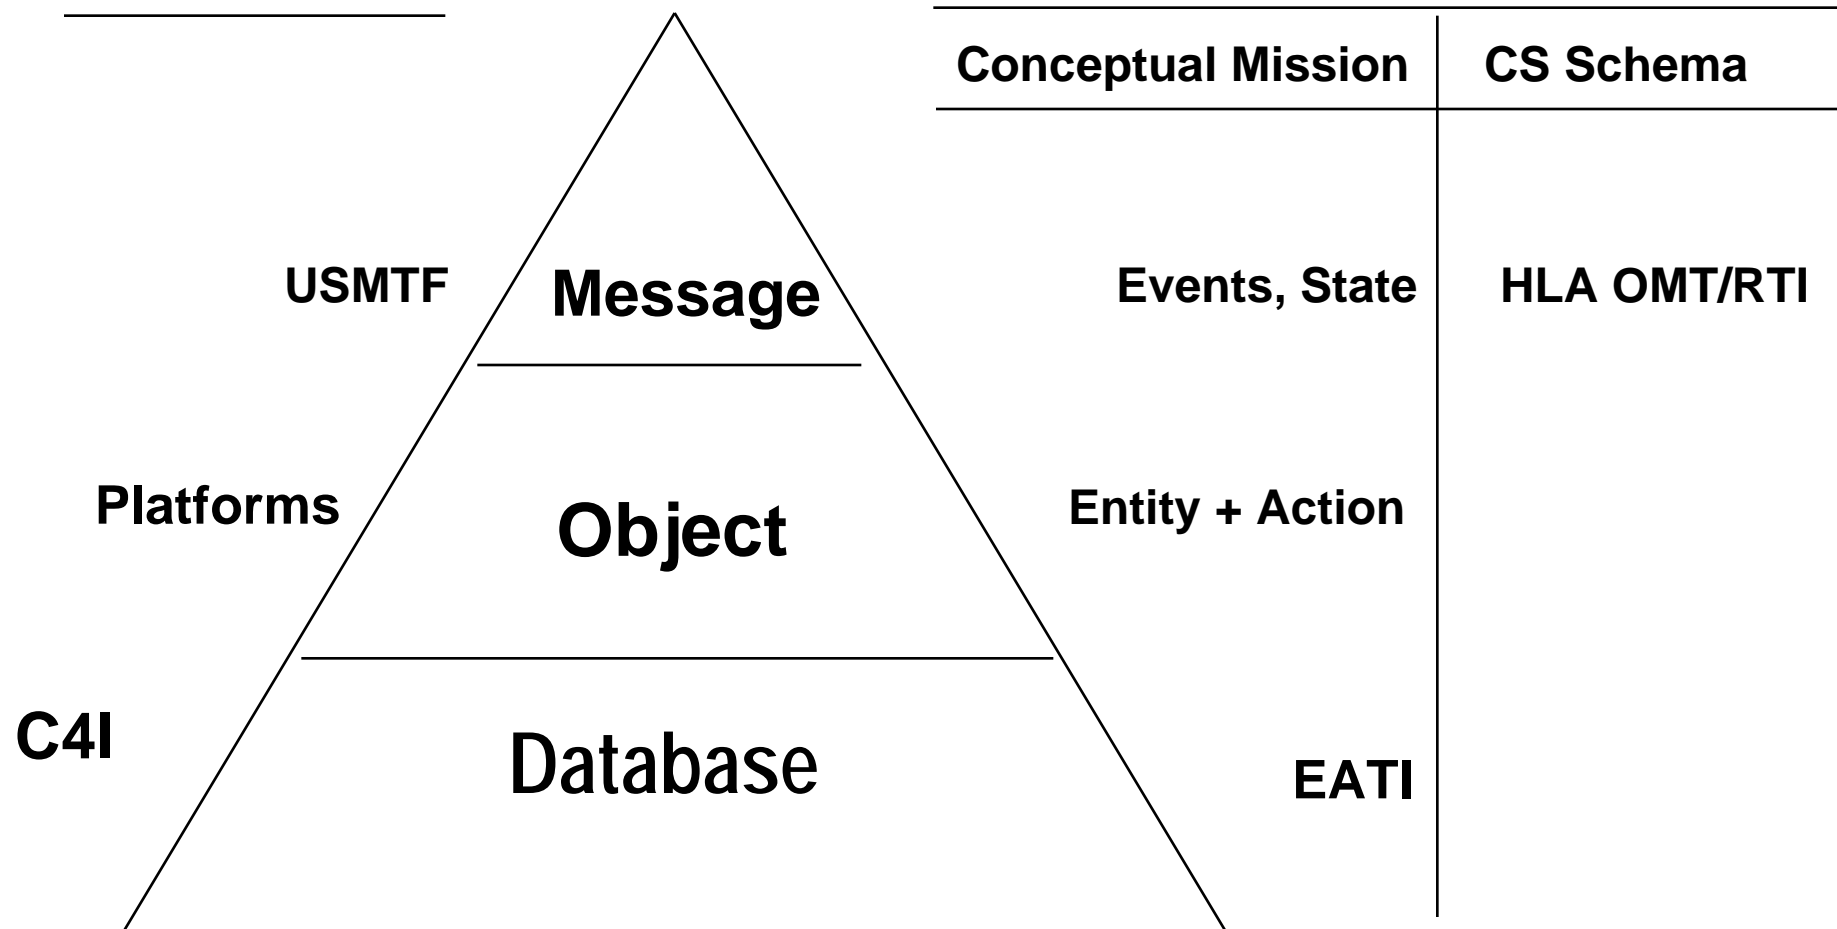 Conceptual Mission CS Schema
USMTF Message Events, State HLA OMT/RTI
Platforms Object Entity + Action
C4I Database EATI